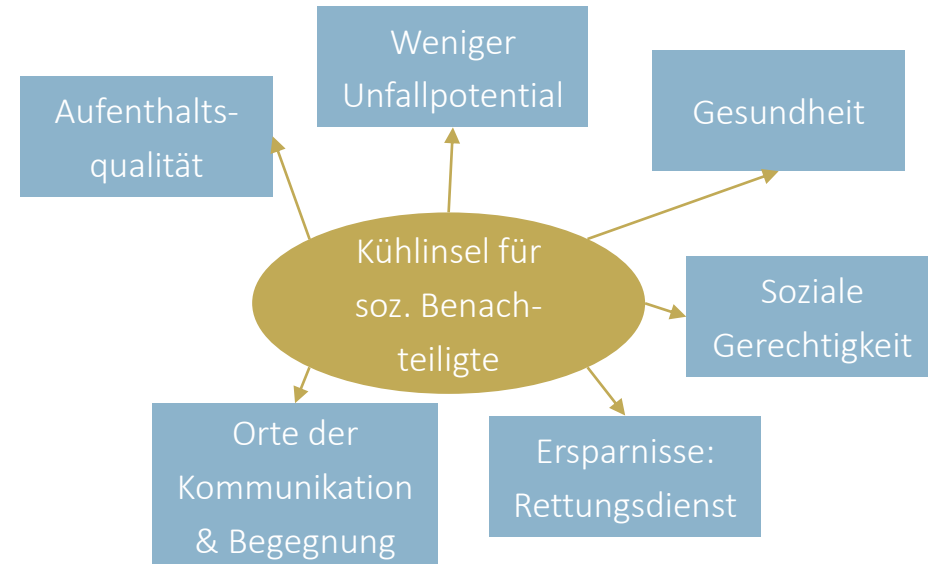 Weniger
Unfallpotential
Aufenthalts-
qualität
Gesundheit
Kühlinsel für
soz. Benach-
teiligte
Soziale
Gerechtigkeit
Orte der
Kommunikation
& Begegnung
Ersparnisse:
Rettungsdienst